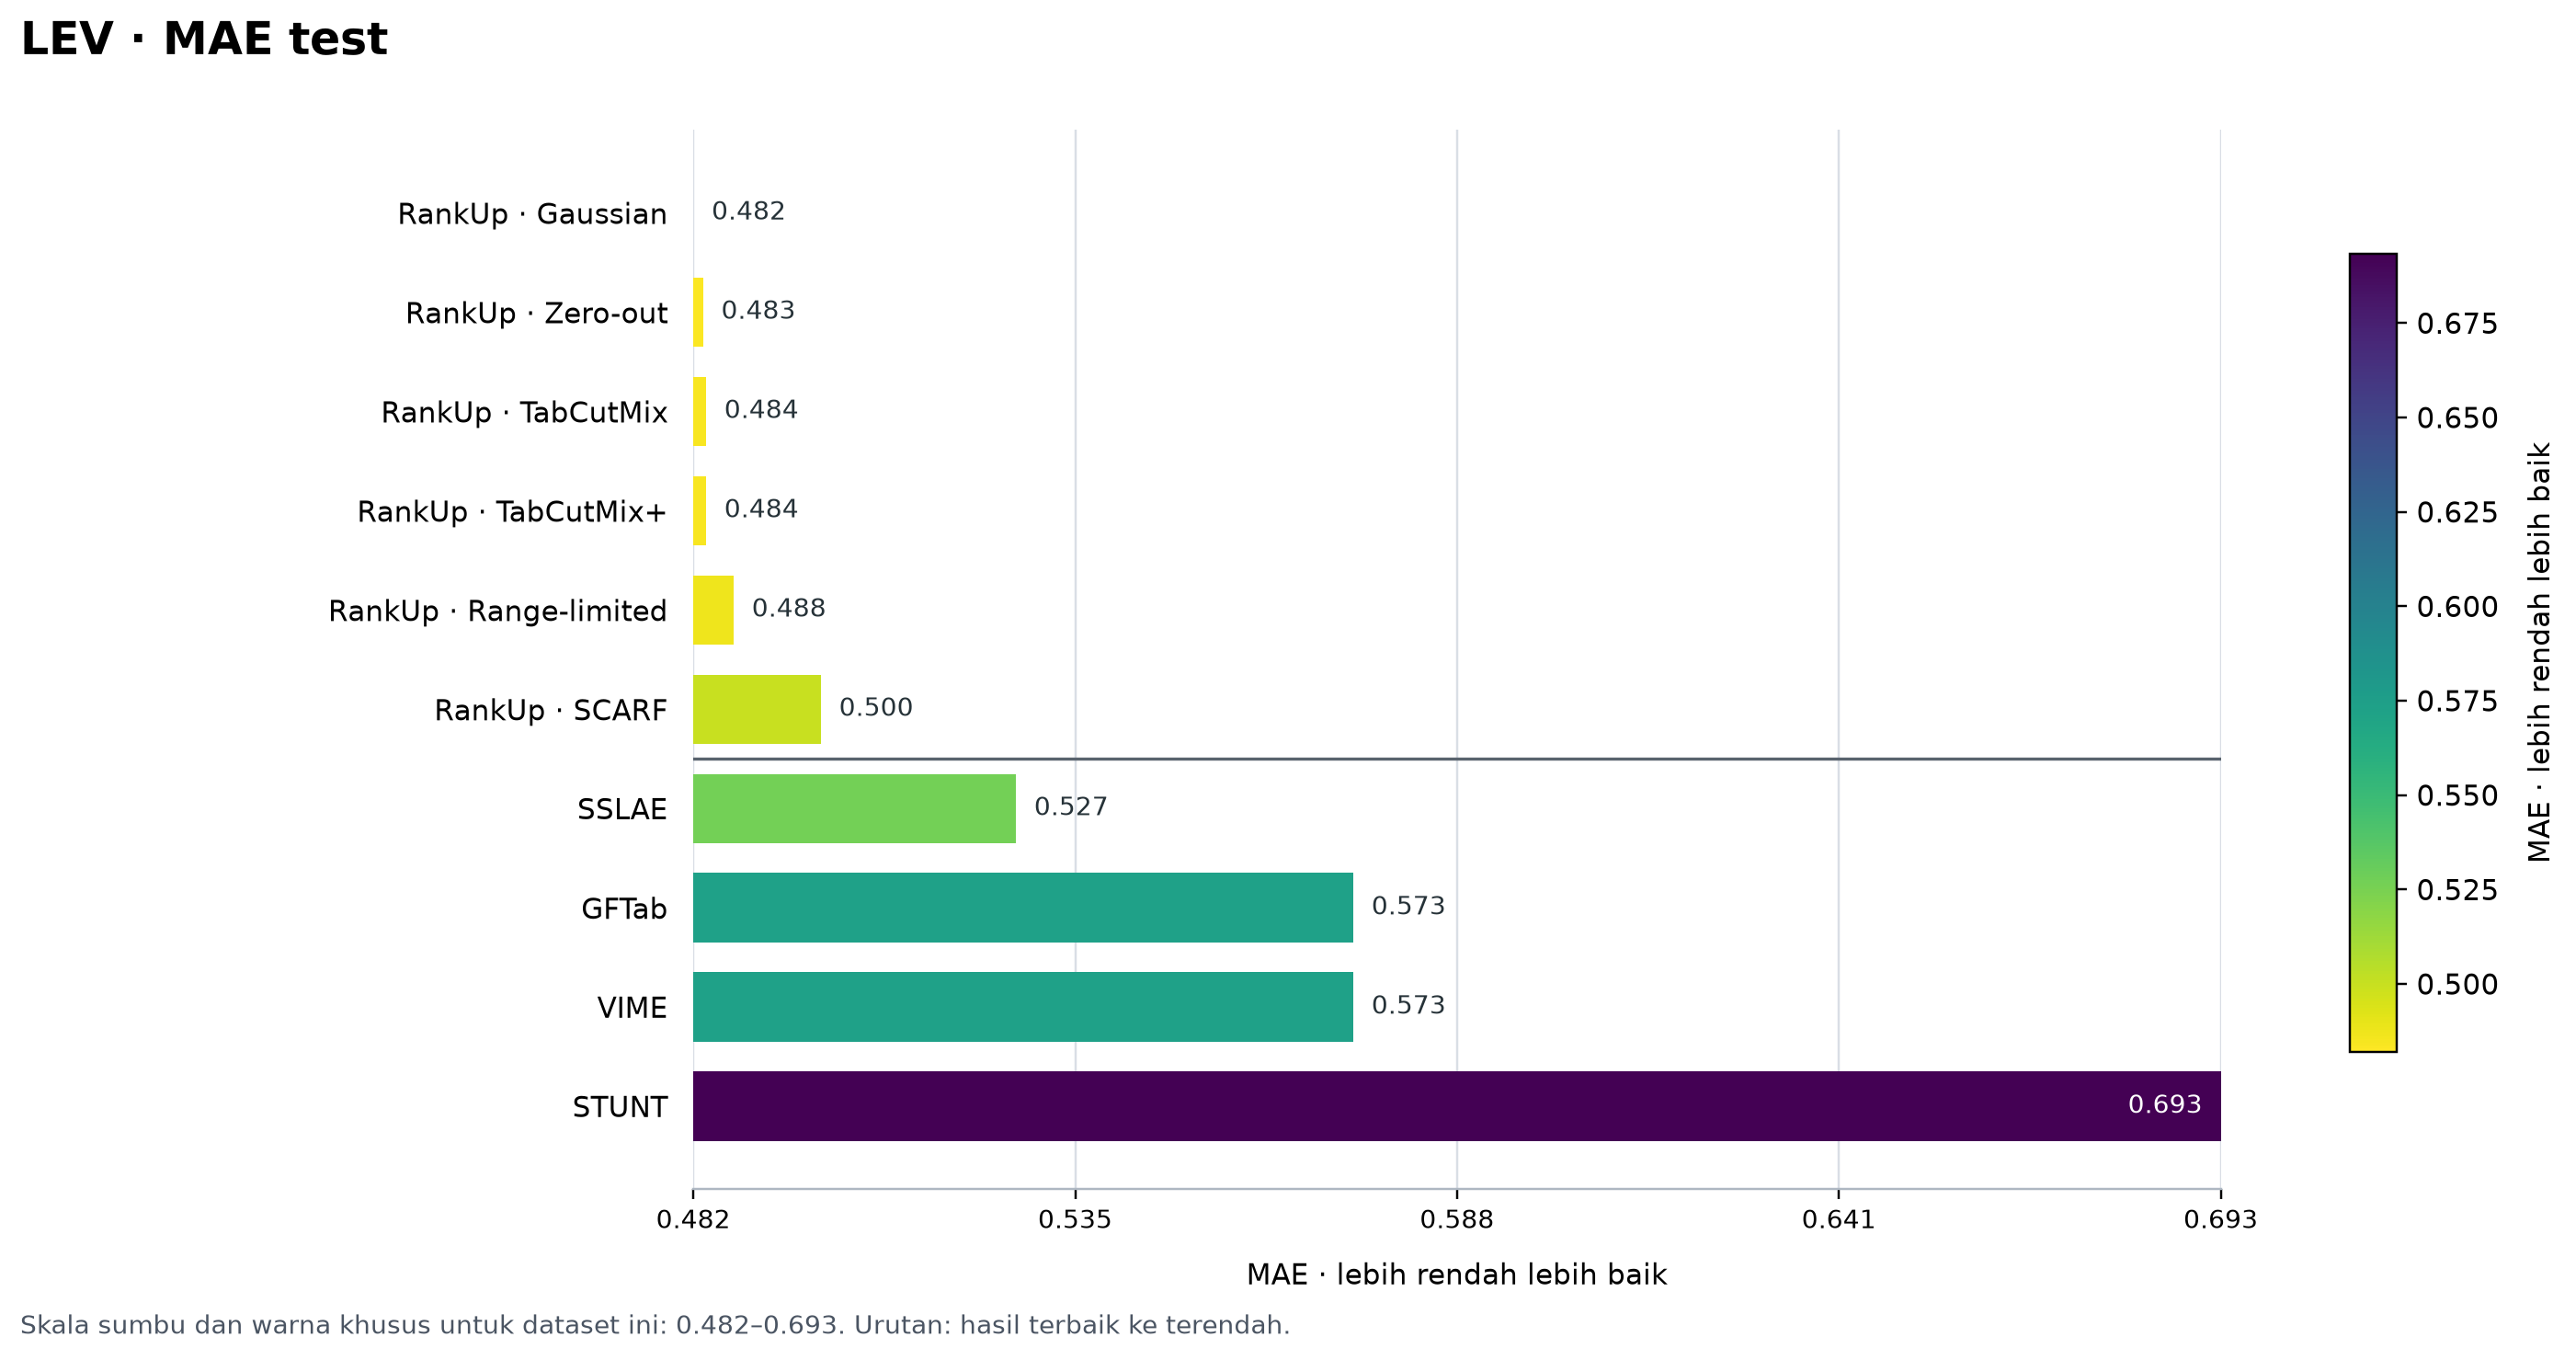 LEV · MAE test
RankUp · Gaussian 0.482
RankUp · Zero-out 0.483
RankUp · TabCutMix 0.484
RankUp · TabCutMix+ 0.484
RankUp · Range-limited 0.488
RankUp · SCARF 0.500
SSLAE 0.527
GFTab 0.573
VIME 0.573
STUNT 0.693
0.482 0.535 0.588 0.641 0.693
MAE · lebih rendah lebih baik
0.675
0.650
0.625
0.600
0.575
0.550
0.525
0.500
MAE · lebih rendah lebih baik
Skala sumbu dan warna khusus untuk dataset ini: 0.482–0.693. Urutan: hasil terbaik ke terendah.